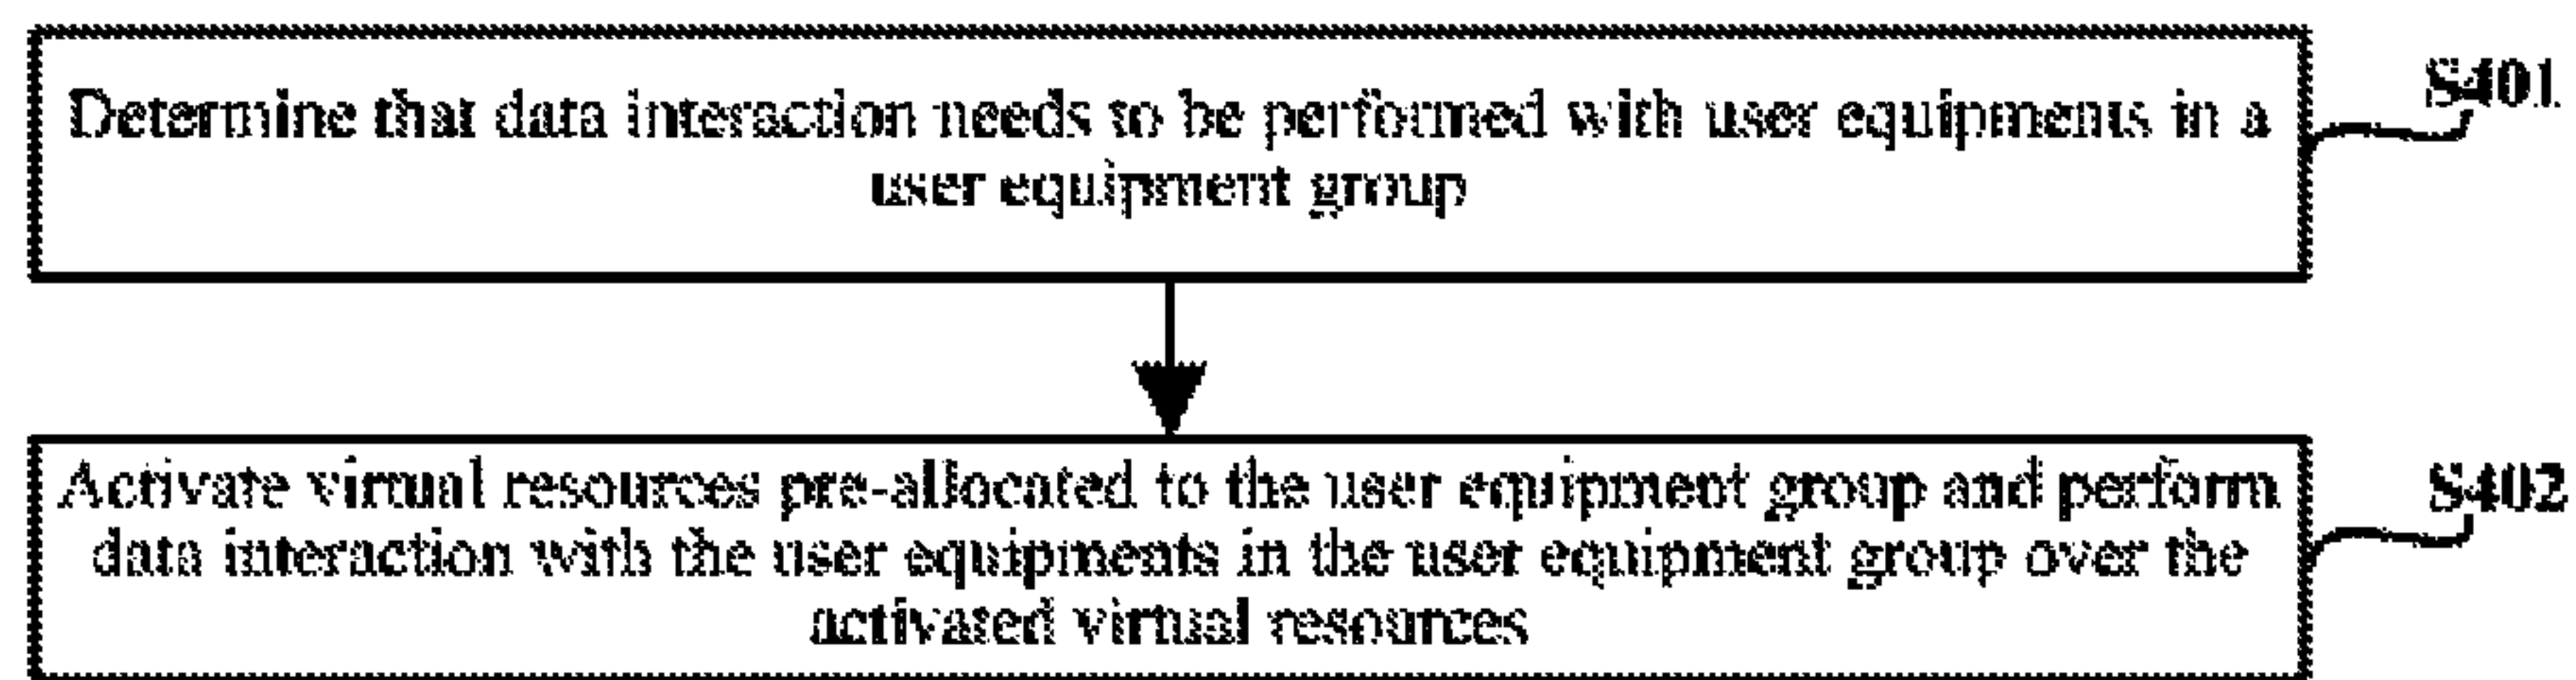 Determine that data interaction needs to be performed with user equipments in a
user equipment group
S401
Activate virtual resources pre-allocated to the user equipment group and perform
data interaction with the user equipments in the user equipment group over the
activated virtual resources
S402